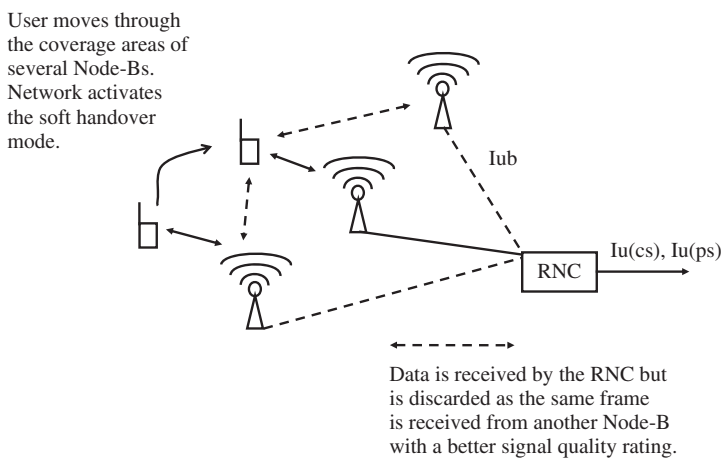 User moves through
the coverage areas of
several Node-Bs.
Network activates
the soft handover
mode.
Iub
RNC
Iu(cs), Iu(ps)
Data is received by the RNC but
is discarded as the same frame
is received from another Node-B
with a better signal quality rating.